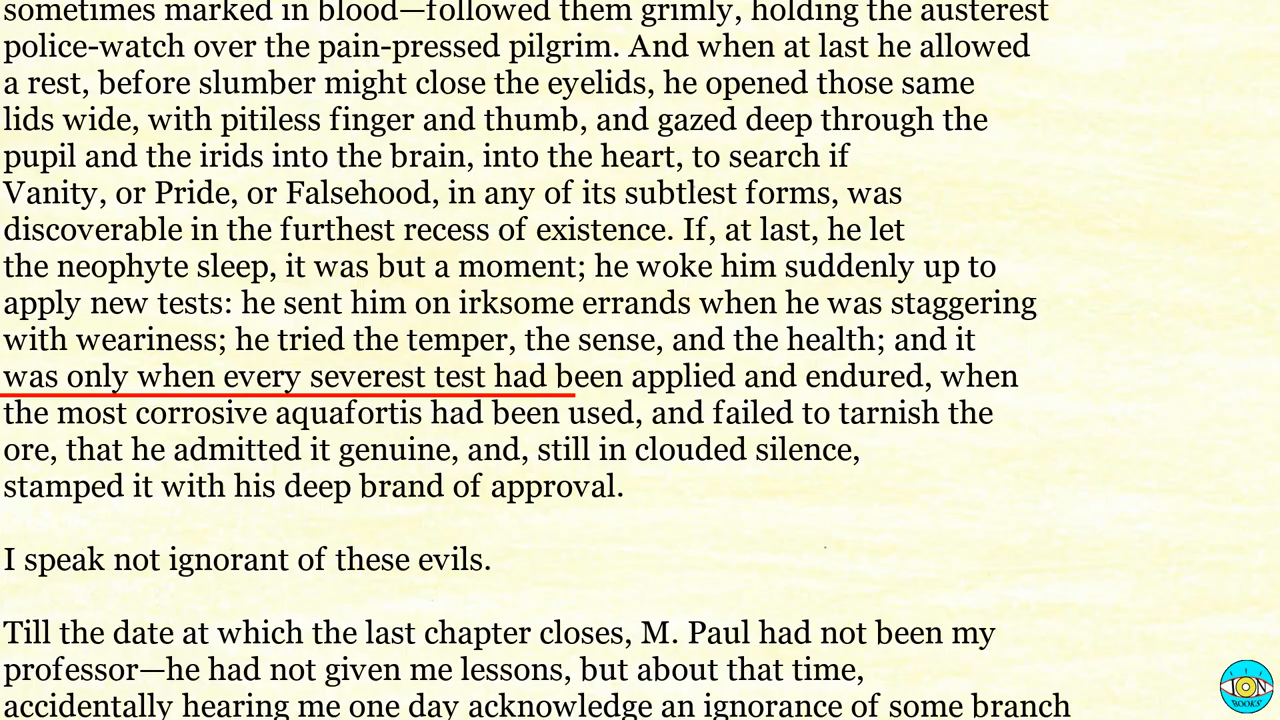 sometimes marked in blood—followed them grimly, holding the austerest
police-watch over the pain-pressed pilgrim. And when at last he allowed
a rest, before slumber might close the eyelids, he opened those same
lids wide, with pitiless finger and thumb, and gazed deep through the
pupil and the irids into the brain, into the heart, to search if
Vanity, or Pride, or Falsehood, in any of its subtlest forms, was
discoverable in the furthest recess of existence. If, at last, he let
the neophyte sleep, it was but a moment; he woke him suddenly up to
apply new tests: he sent him on irksome errands when he was staggering
with weariness; he tried the temper, the sense, and the health; and it
was only when every severest test had been applied and endured, when
the most corrosive aquafortis had been used, and failed to tarnish the
ore, that he admitted it genuine, and, still in clouded silence,
stamped it with his deep brand of approval.
I speak not ignorant of these evils.
Till the date at which the last chapter closes, M. Paul had not been my
professor—he had not given me lessons, but about that time,
accidentally hearing me one day acknowledge an ignorance of some branch
ION
BOOKS